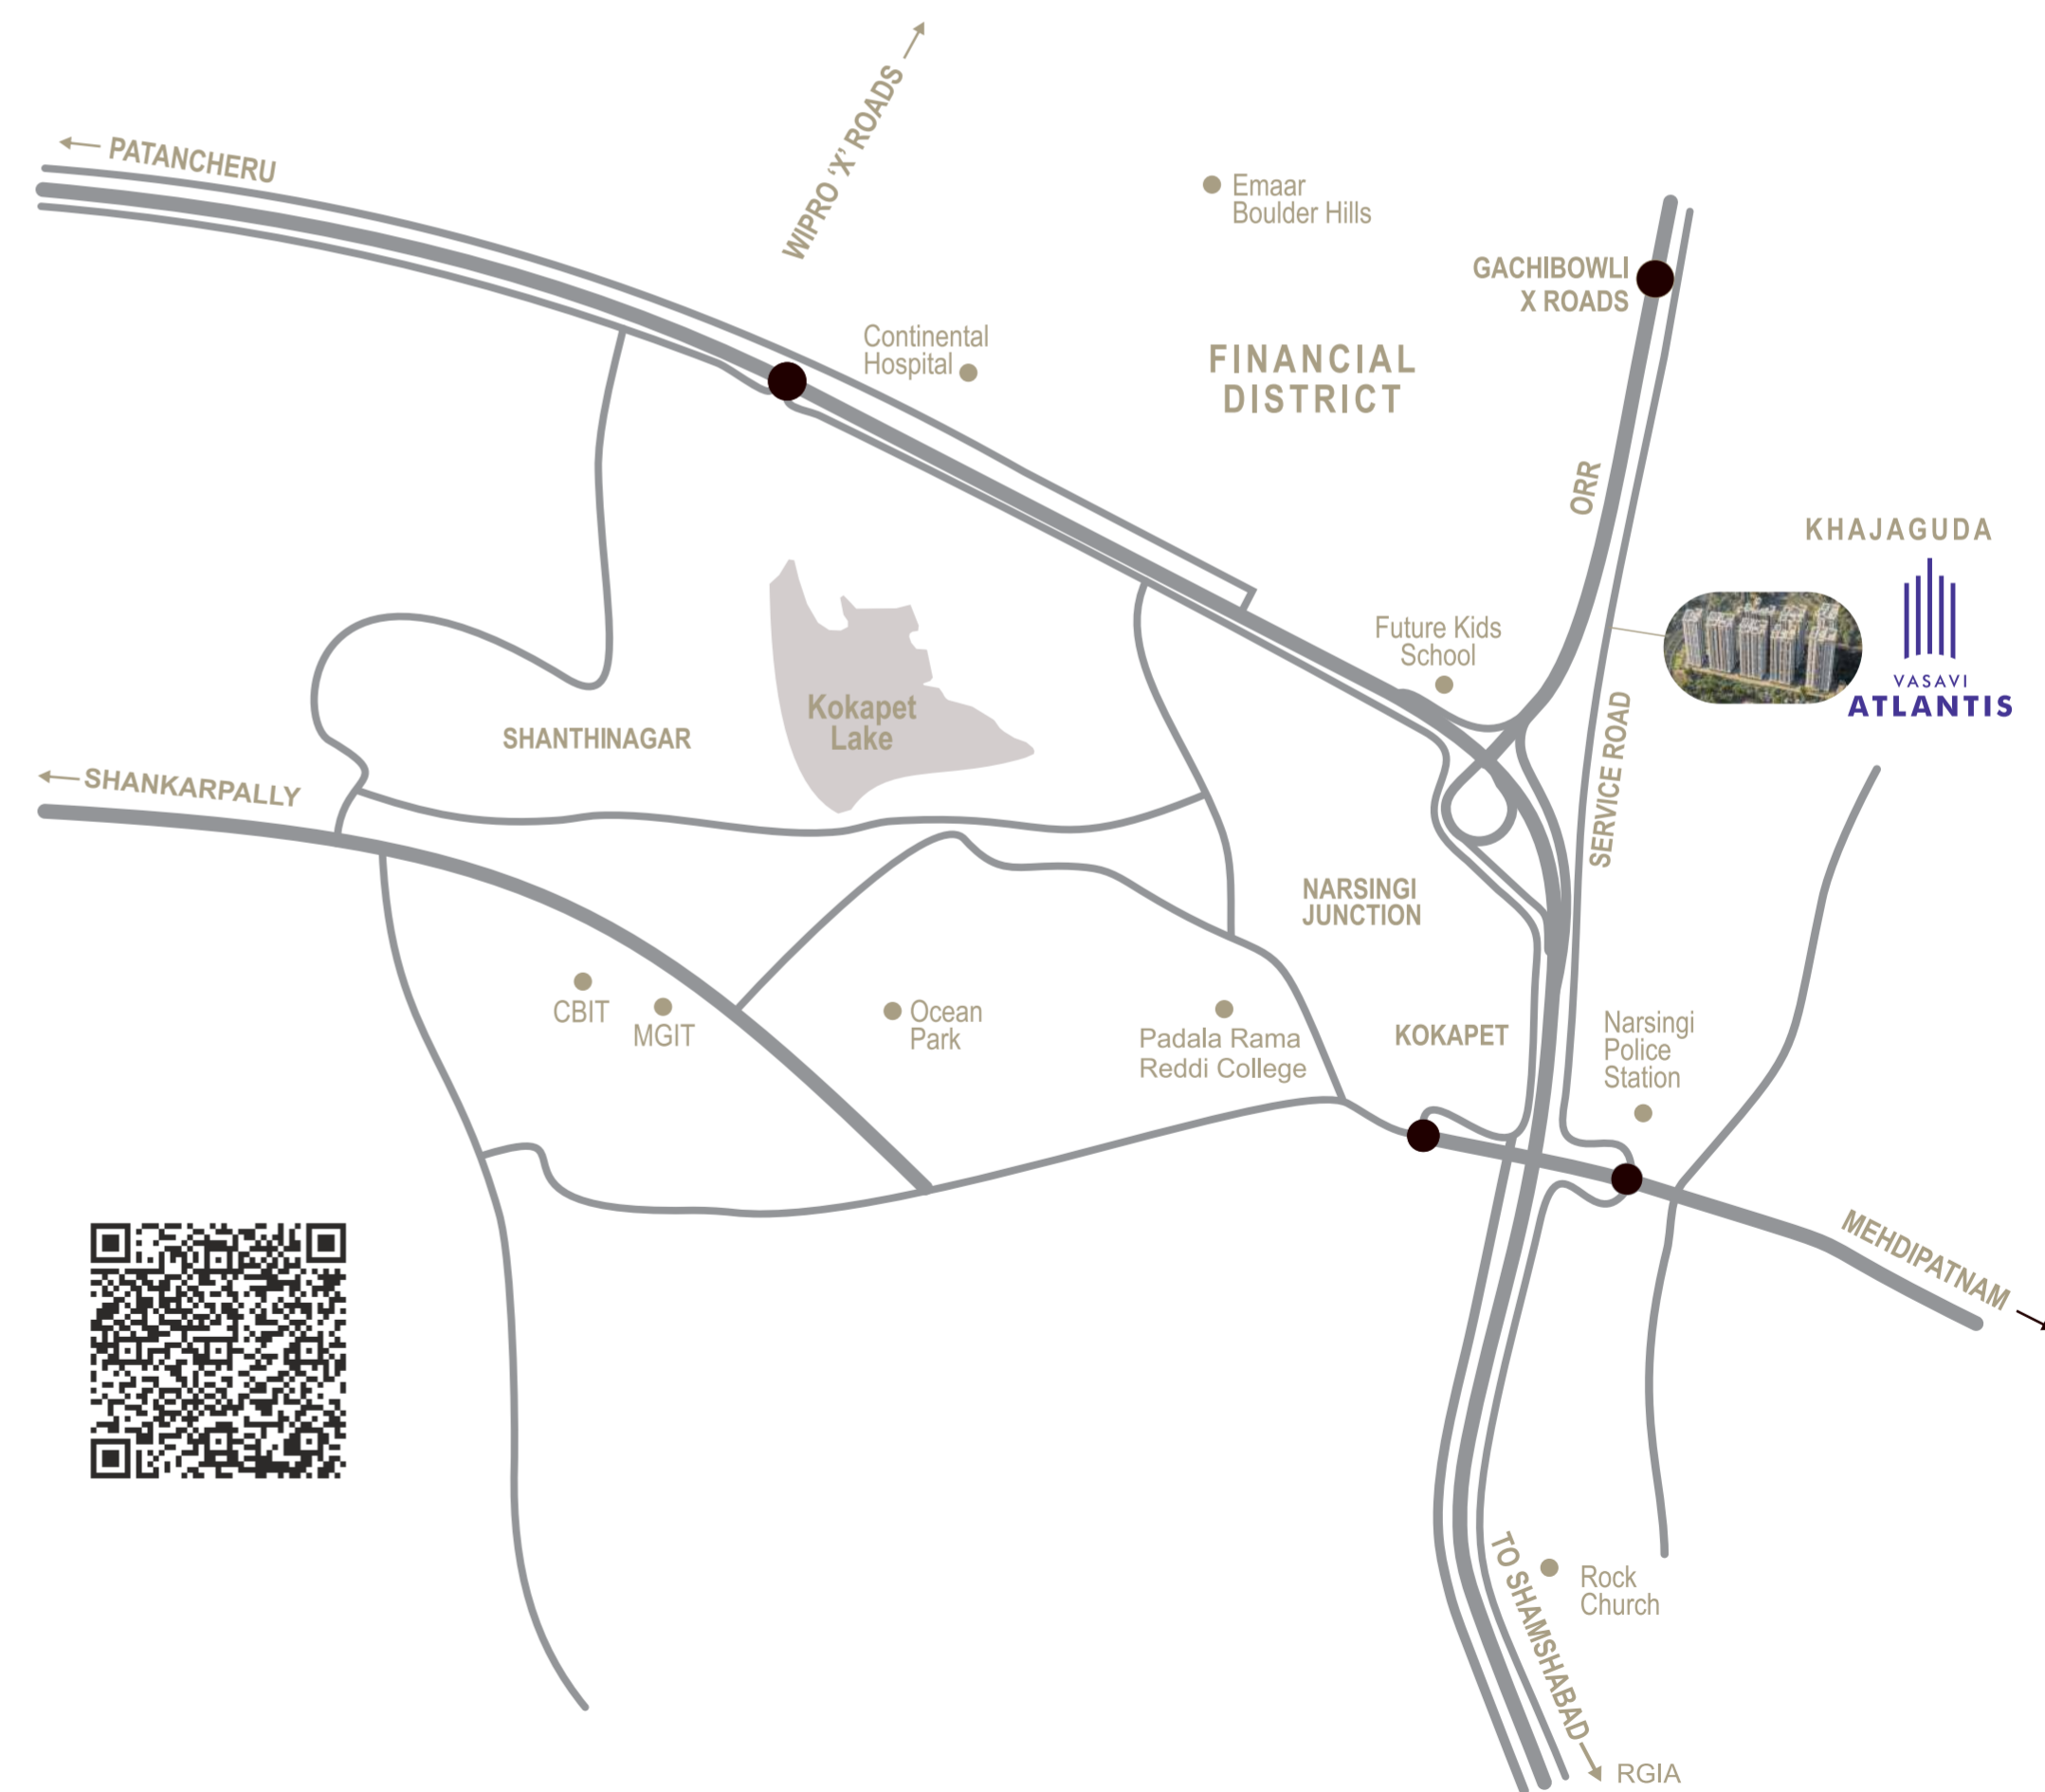 WIPRO ‘X’ ROADS
PATANCHERU
Emaar
Boulder Hills
GACHIBOWLI
X ROADS
Continental
Hospital
FINANCIAL
DISTRICT
ORR
KHAJAGUDA
VASAVI
ATLANTIS
Future Kids
School
Kokapet
Lake
SHANTHINAGAR
SERVICE ROAD
SHANKARPALLY
NARSINGI
JUNCTION
CBIT
MGIT
Ocean
Park
Padala Rama
Reddi College
KOKAPET
Narsingi
Police
Station
MEHDIPATNAM
TO SHAMSHABAD
Rock
Church
RGIA